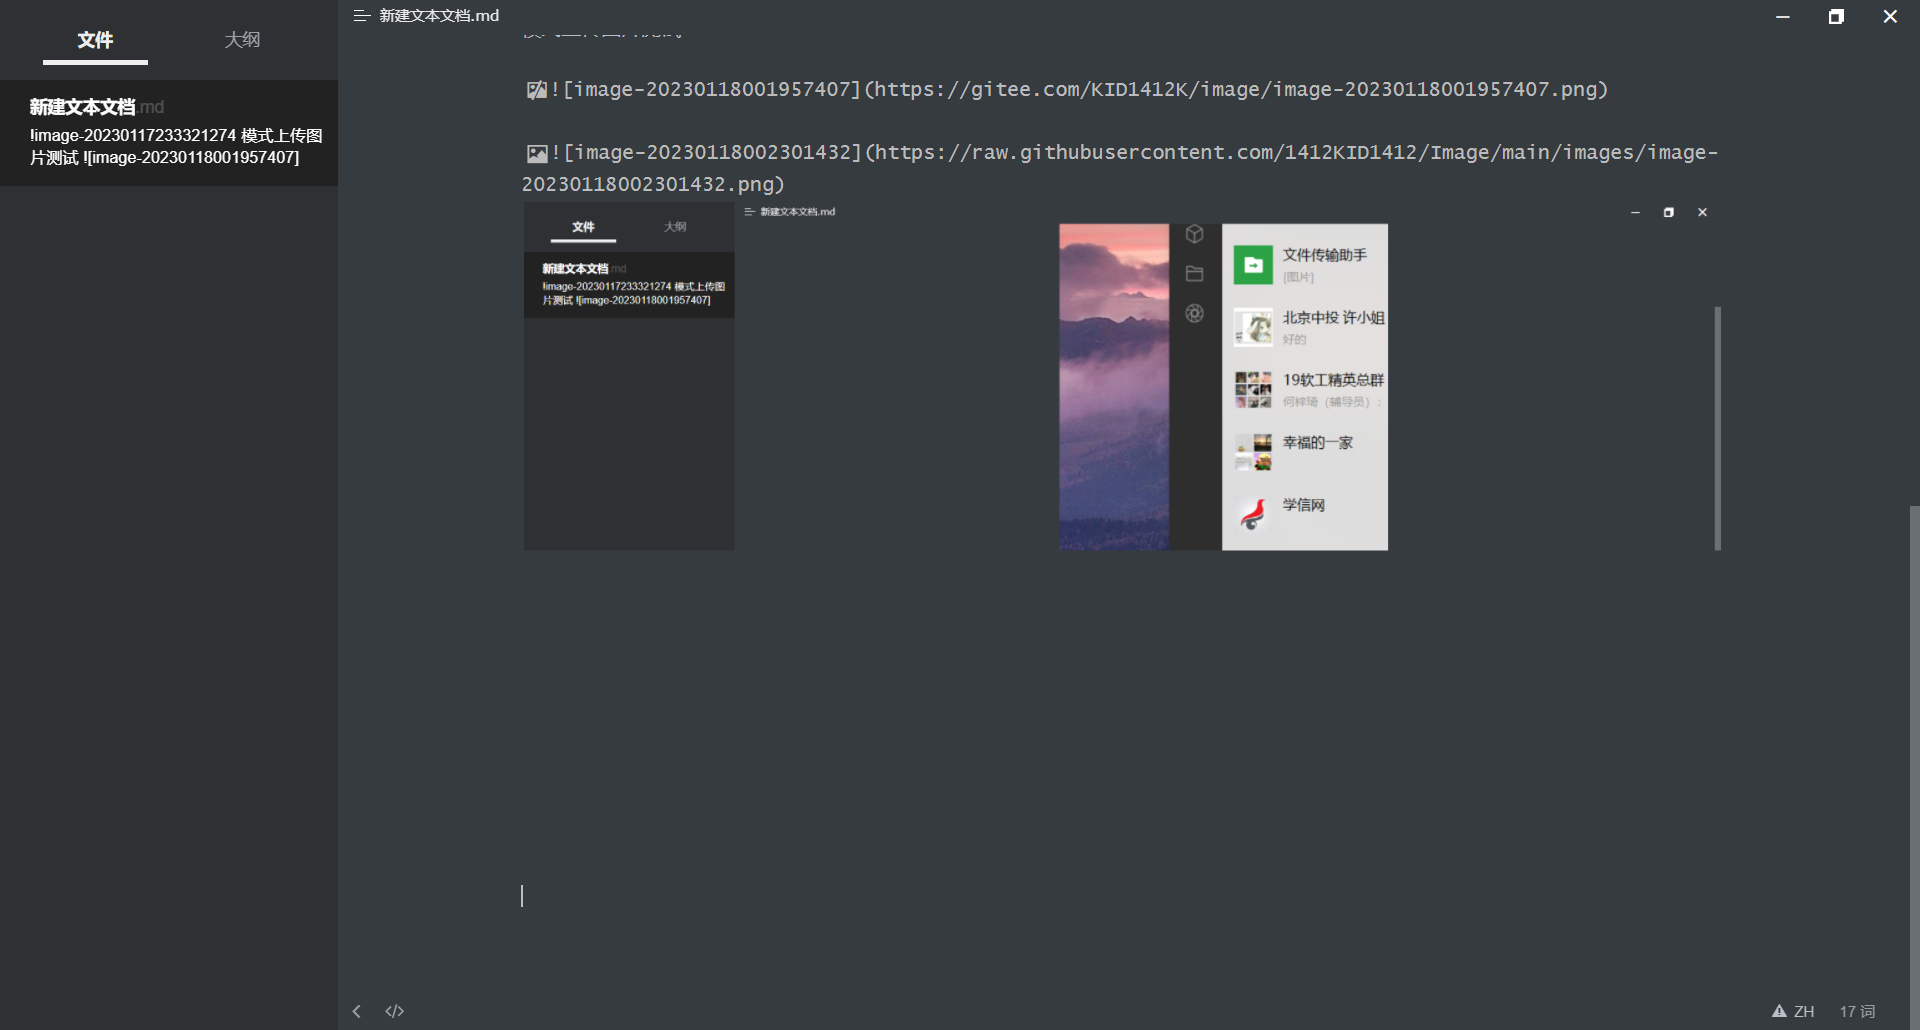 文件
大纲
新建文本文档.md
新建文本文档.md
!image-20230117233321274 模式上传图
片测试 ![image-20230118001957407]
![image-20230118001957407](https://gitee.com/KID1412K/image/image-20230118001957407.png)
![image-20230118002301432](https://raw.githubusercontent.com/1412KID1412/Image/main/images/image-
20230118002301432.png)
文件
大纲
新建文本文档.md
新建文本文档.md
!image-20230117233321274 模式上传图
片测试 ![image-20230118001957407]
文件传输助手
[图片]
北京中投 许小姐
好的
19软工精英总群
何梓琦（辅导员）：
幸福的一家
学信网
ZH
17 词